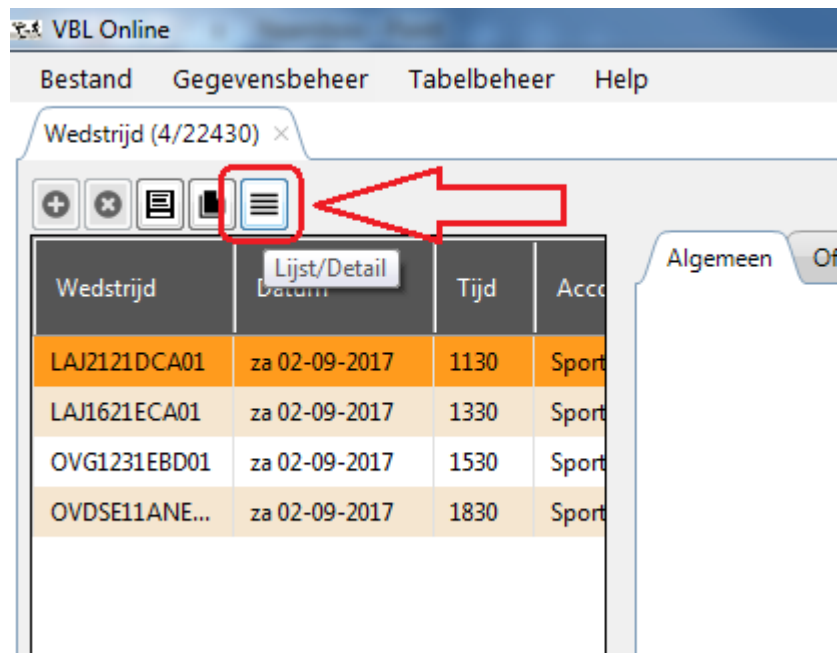 VBL Online
Bestand Gegevensbeheer Tabelbeheer Help
Wedstrijd (4/22430)
Lijst/Detail
Algemeen Of
Wedstrijd Datum Tijd Acco
LAJ2121DCA01 za 02-09-2017 1130 Sport
LAJ1621ECA01 za 02-09-2017 1330 Sport
OVG1231EBD01 za 02-09-2017 1530 Sport
OVDSE11ANE... za 02-09-2017 1830 Sport